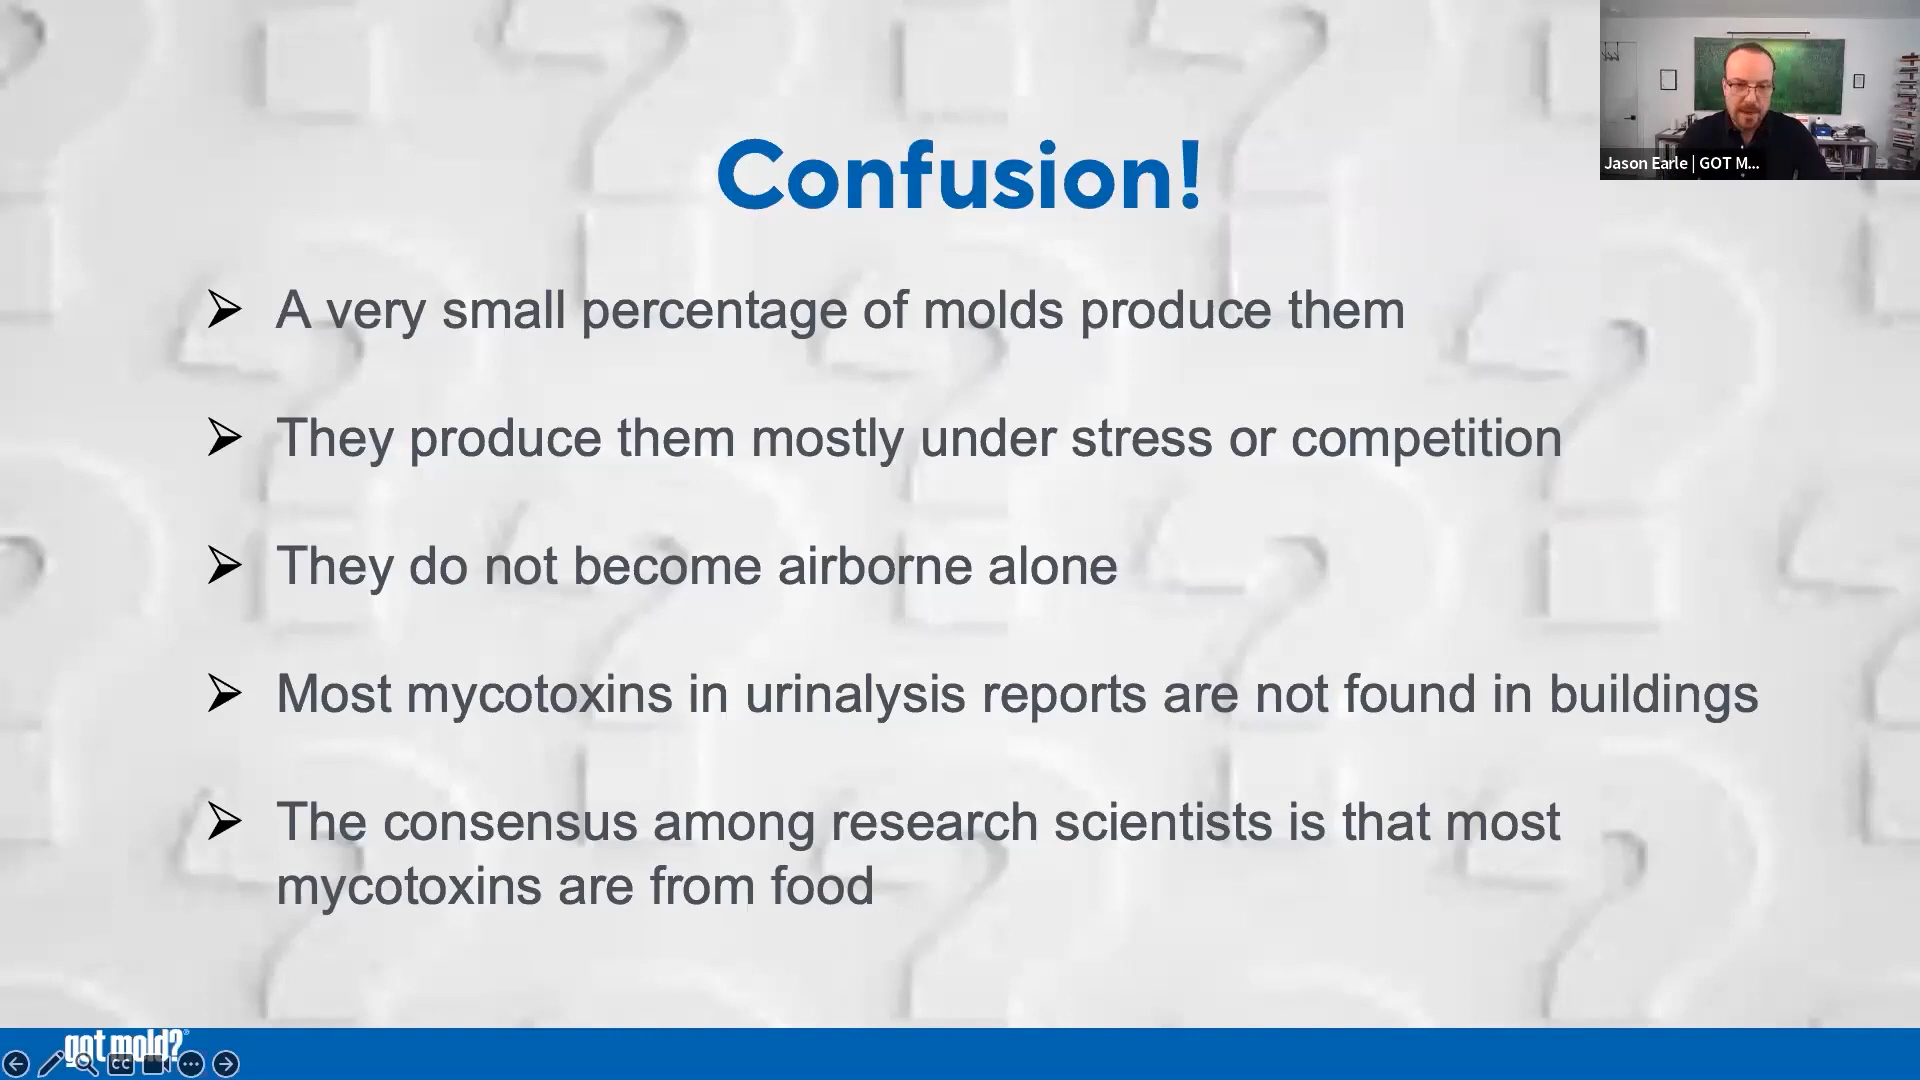 Jason Earle | GOT M...
Confusion!
A very small percentage of molds produce them
They produce them mostly under stress or competition
They do not become airborne alone
Most mycotoxins in urinalysis reports are not found in buildings
The consensus among research scientists is that most
mycotoxins are from food
got mold?®
CC